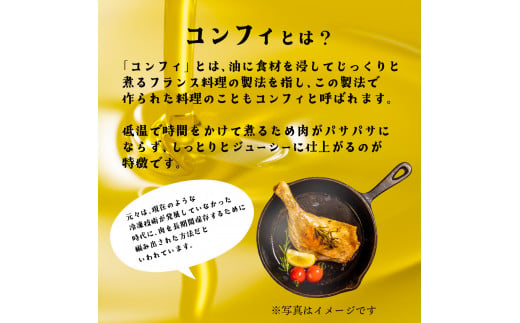 コンフィとは？
「コンフィ」とは、油に食材を浸してじっくりと
煮るフランス料理の製法を指し、この製法で
作られた料理のこともコンフィと呼ばれます。
低温で時間をかけて煮るため肉がパサパサに
ならず、しっとりとジューシーに仕上がるのが
特徴です。
元々は、現在のような
冷凍技術が発展していなかった
時代に、肉を長期間保存するために
編み出された方法だと
いわれています。
※写真はイメージです